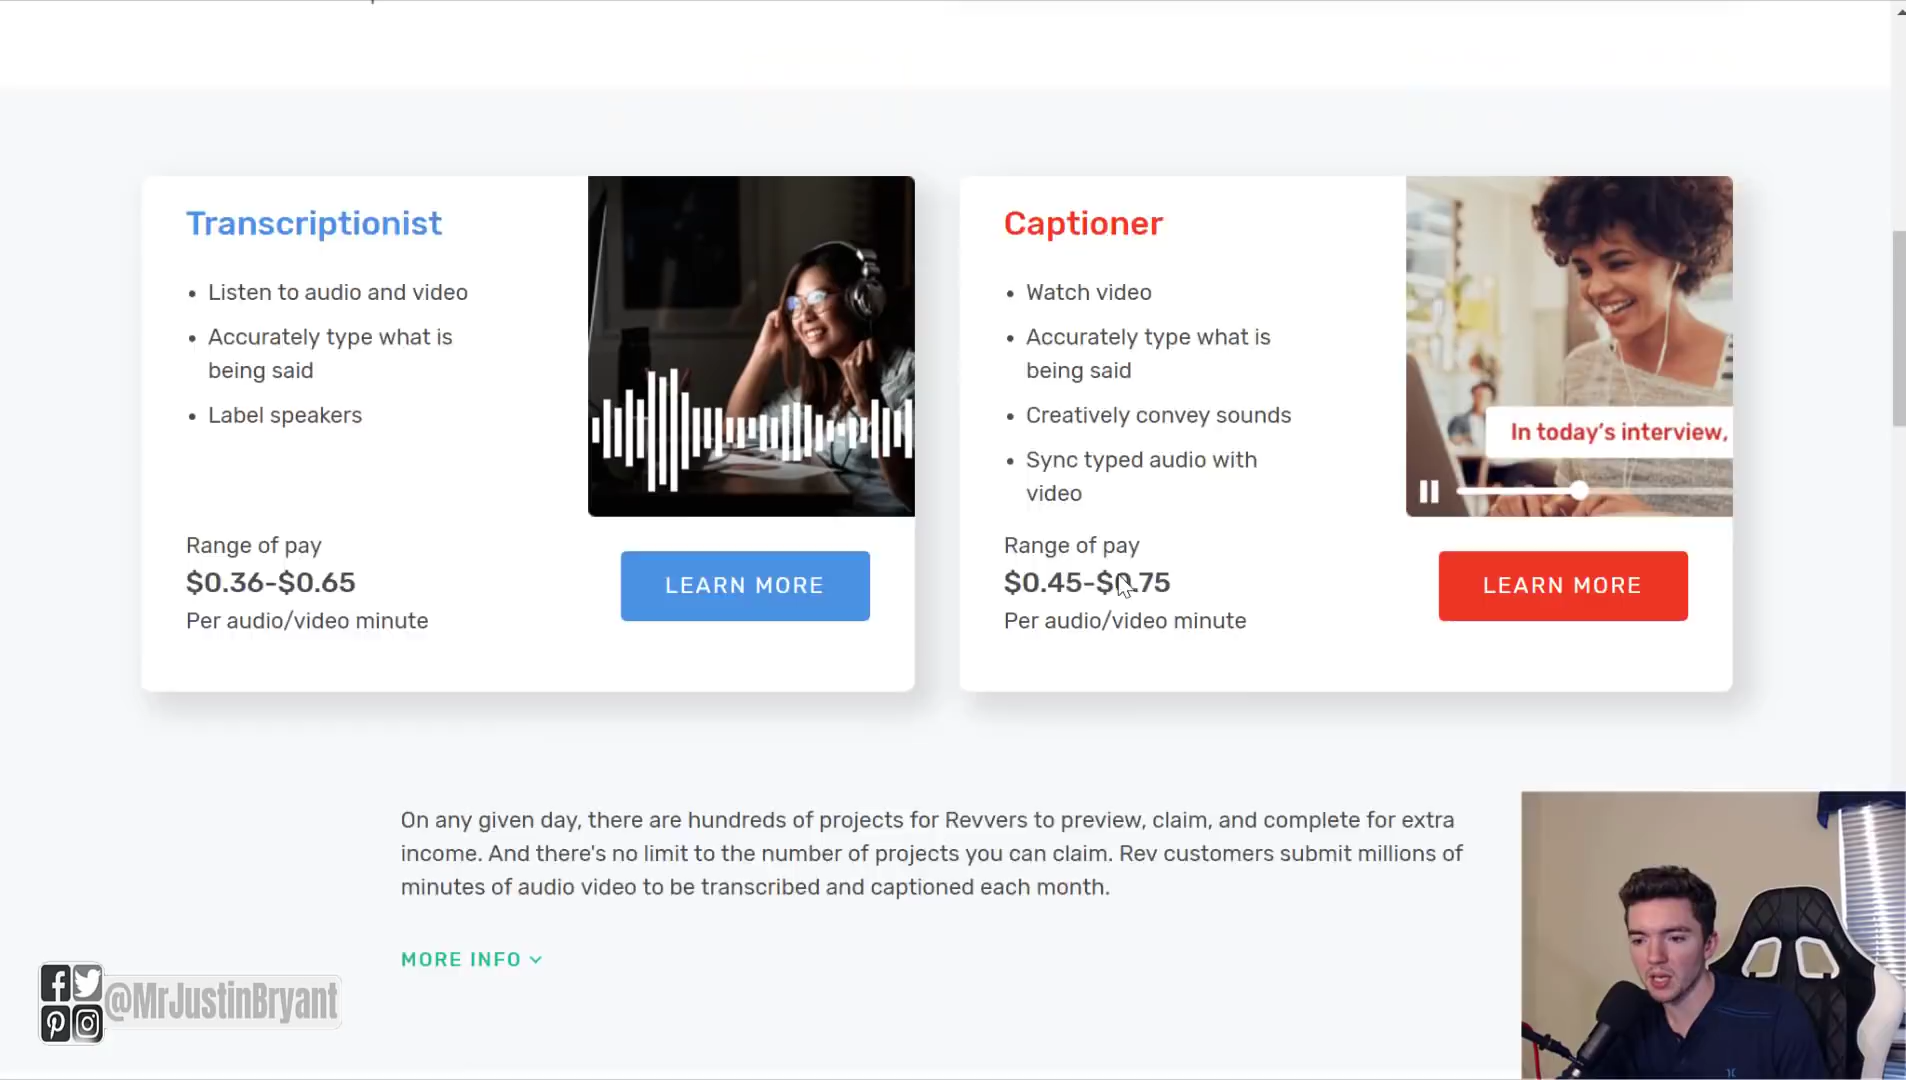 Transcriptionist
• Listen to audio and video
• Accurately type what is
being said
• Label speakers
Range of pay
$0.36-$0.65
Per audio/video minute
LEARN MORE
Captioner
• Watch video
• Accurately type what is
being said
• Creatively convey sounds
• Sync typed audio with
video
In today's interview,
Range of pay
$0.45-$0.75
Per audio/video minute
LEARN MORE
On any given day, there are hundreds of projects for Revvers to preview, claim, and complete for extra
income. And there's no limit to the number of projects you can claim. Rev customers submit millions of
minutes of audio video to be transcribed and captioned each month.
MORE INFO
@MrJustinBryant